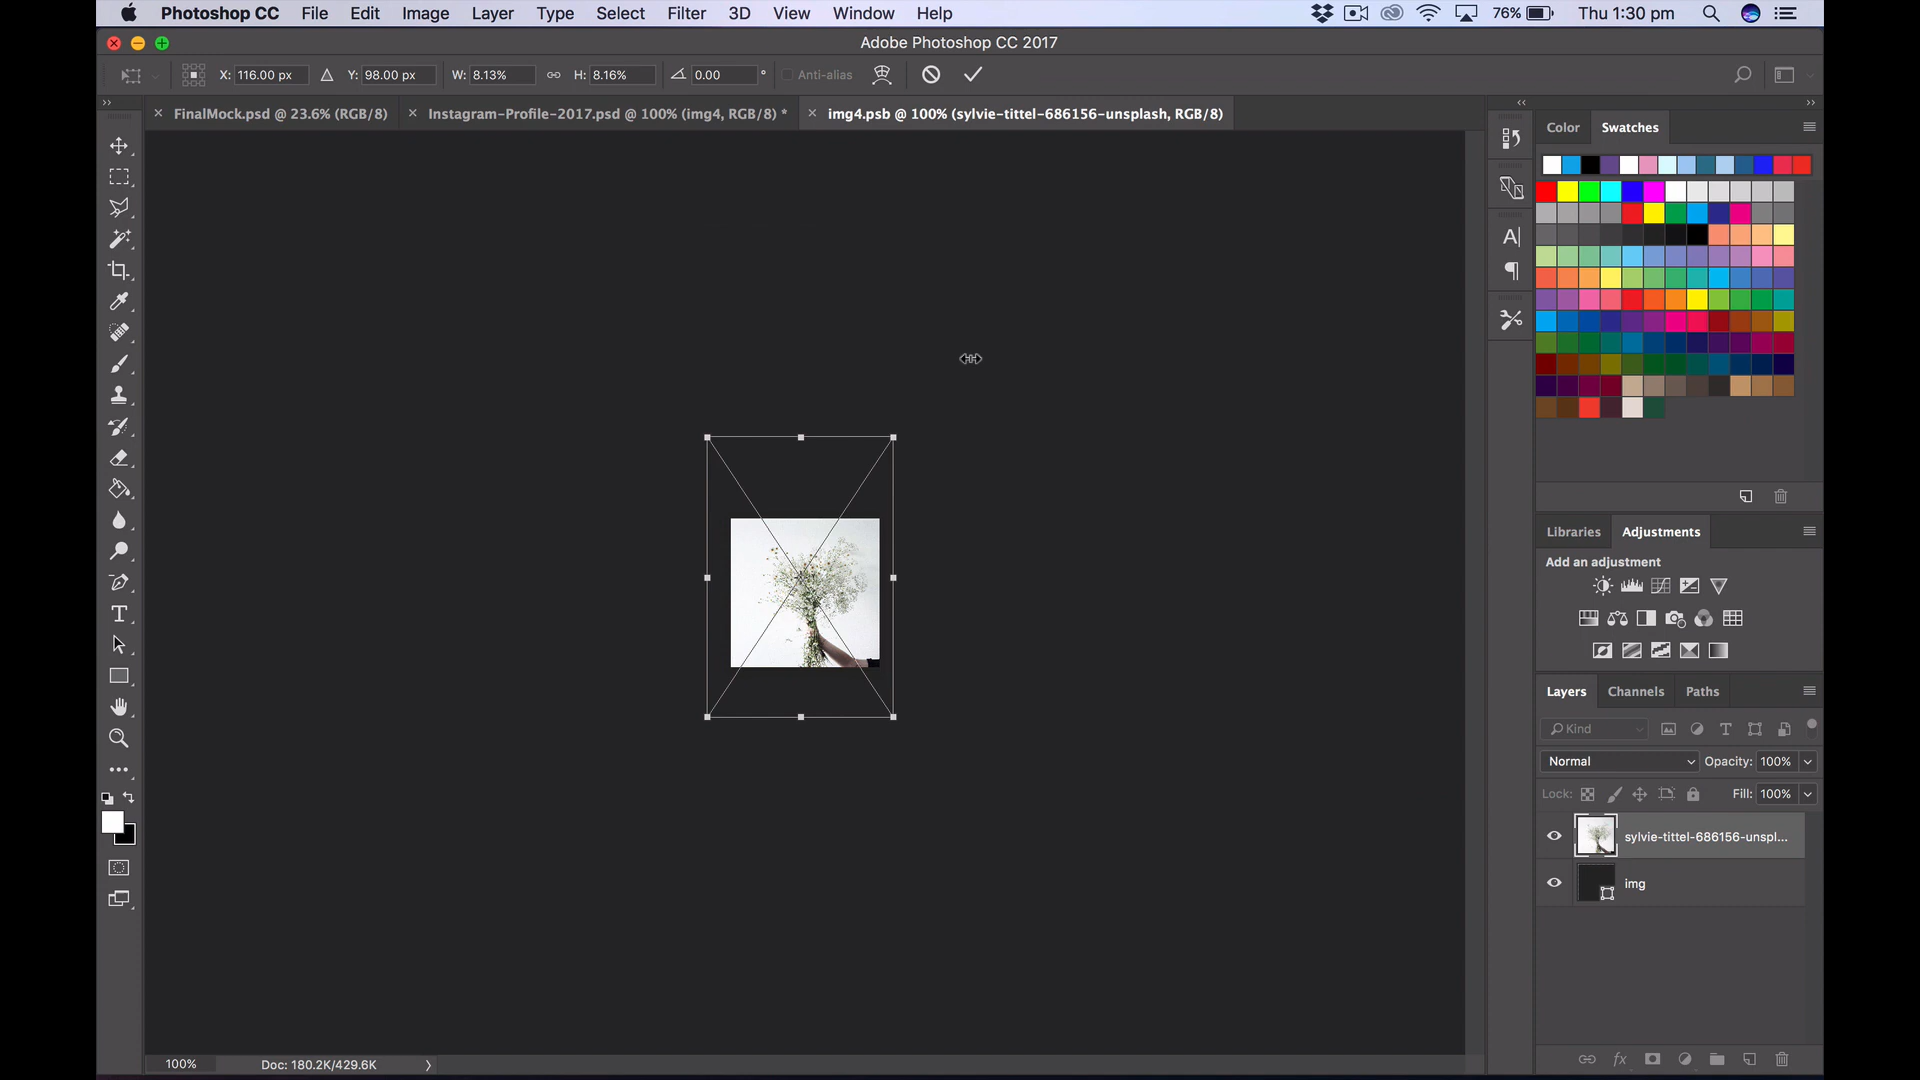 Photoshop CC File Edit Image Layer Type Select Filter 3D View Window Help 76% Thu 1:30 pm
Adobe Photoshop CC 2017
X: 116.00 px Y: 98.00 px W: 8.13% H: 8.16% 0.00 ° Anti-alias
FinalMock.psd @ 23.6% (RGB/8) Instagram-Profile-2017.psd @ 100% (img4, RGB/8) * img4.psb @ 100% (sylvie-tittel-686156-unsplash, RGB/8)
Color Swatches
Libraries Adjustments
Add an adjustment
Layers Channels Paths
Kind
Normal Opacity: 100%
Lock: Fill: 100%
sylvie-tittel-686156-unspl...
img
100% Doc: 180.2K/429.6K